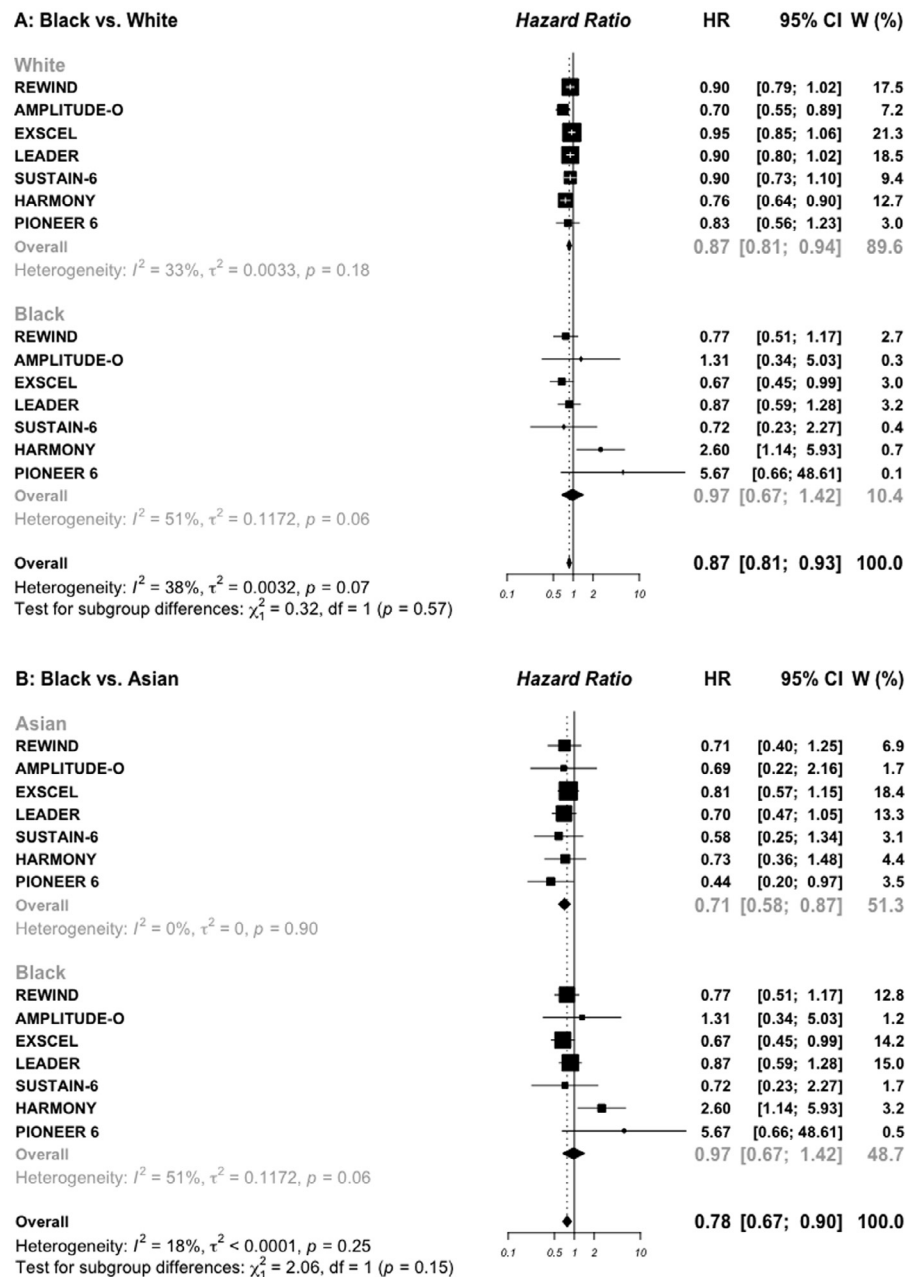 A: Black vs. White Hazard Ratio HR 95% CI W (%)
White
REWIND 0.90 [0.79; 1.02] 17.5
AMPLITUDE-O 0.70 [0.55; 0.89] 7.2
EXSCEL 0.95 [0.85; 1.06] 21.3
LEADER 0.90 [0.80; 1.02] 18.5
SUSTAIN-6 0.90 [0.73; 1.10] 9.4
HARMONY 0.76 [0.64; 0.90] 12.7
PIONEER 6 0.83 [0.56; 1.23] 3.0
Overall 0.87 [0.81; 0.94] 89.6
Heterogeneity: I² = 33%, τ² = 0.0033, p = 0.18
Black
REWIND 0.77 [0.51; 1.17] 2.7
AMPLITUDE-O 1.31 [0.34; 5.03] 0.3
EXSCEL 0.67 [0.45; 0.99] 3.0
LEADER 0.87 [0.59; 1.28] 3.2
SUSTAIN-6 0.72 [0.23; 2.27] 0.4
HARMONY 2.60 [1.14; 5.93] 0.7
PIONEER 6 5.67 [0.66; 48.61] 0.1
Overall 0.97 [0.67; 1.42] 10.4
Heterogeneity: I² = 51%, τ² = 0.1172, p = 0.06
Overall 0.87 [0.81; 0.93] 100.0
Heterogeneity: I² = 38%, τ² = 0.0032, p = 0.07
0.1 0.5 1 2 10
Test for subgroup differences: χ²₁ = 0.32, df = 1 (p = 0.57)
B: Black vs. Asian Hazard Ratio HR 95% CI W (%)
Asian
REWIND 0.71 [0.40; 1.25] 6.9
AMPLITUDE-O 0.69 [0.22; 2.16] 1.7
EXSCEL 0.81 [0.57; 1.15] 18.4
LEADER 0.70 [0.47; 1.05] 13.3
SUSTAIN-6 0.58 [0.25; 1.34] 3.1
HARMONY 0.73 [0.36; 1.48] 4.4
PIONEER 6 0.44 [0.20; 0.97] 3.5
Overall 0.71 [0.58; 0.87] 51.3
Heterogeneity: I² = 0%, τ² = 0, p = 0.90
Black
REWIND 0.77 [0.51; 1.17] 12.8
AMPLITUDE-O 1.31 [0.34; 5.03] 1.2
EXSCEL 0.67 [0.45; 0.99] 14.2
LEADER 0.87 [0.59; 1.28] 15.0
SUSTAIN-6 0.72 [0.23; 2.27] 1.7
HARMONY 2.60 [1.14; 5.93] 3.2
PIONEER 6 5.67 [0.66; 48.61] 0.5
Overall 0.97 [0.67; 1.42] 48.7
Heterogeneity: I² = 51%, τ² = 0.1172, p = 0.06
Overall 0.78 [0.67; 0.90] 100.0
Heterogeneity: I² = 18%, τ² < 0.0001, p = 0.25
0.1 0.5 1 2 10
Test for subgroup differences: χ²₁ = 2.06, df = 1 (p = 0.15)